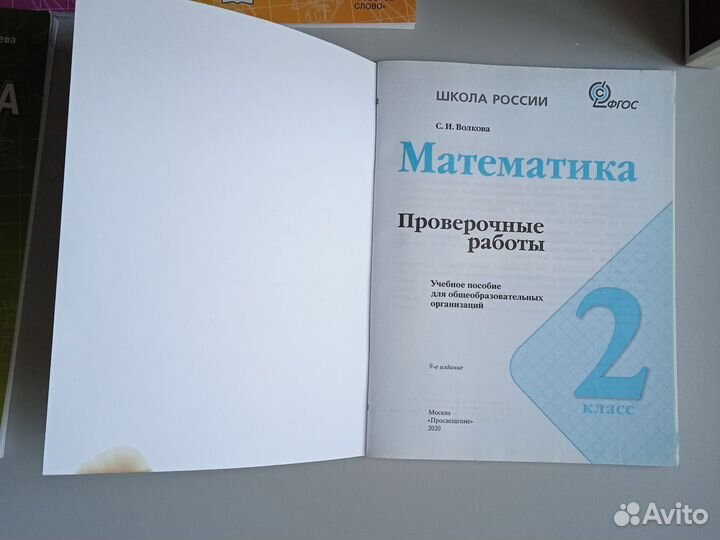 СЛОВО»
ева
А
ШКОЛА РОССИИ
ФГОС
С. И. Волкова
Математика
Проверочные
работы
Учебное пособие
для общеобразовательных
организаций
9-е издание
2
класс
Москва
«Просвещение»
2020
Avito